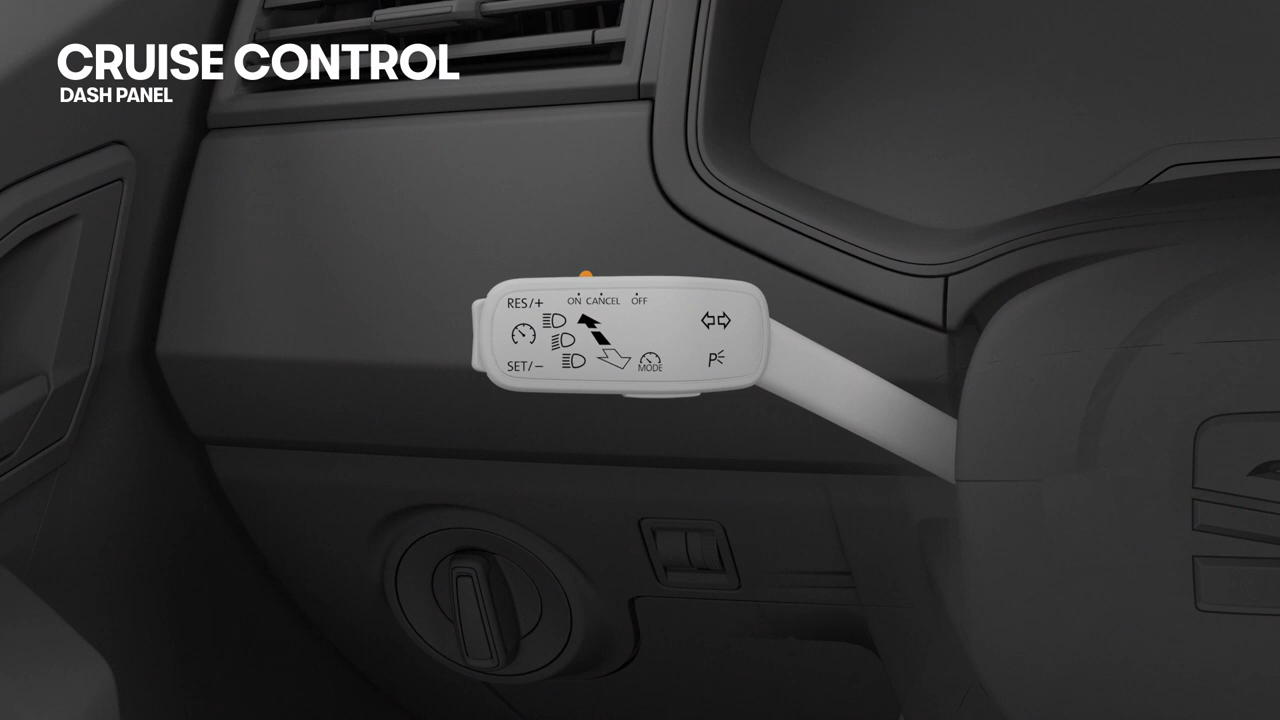 CRUISE CONTROL
DASH PANEL
RES/+
ON CANCEL OFF
SET/−
MODE
P